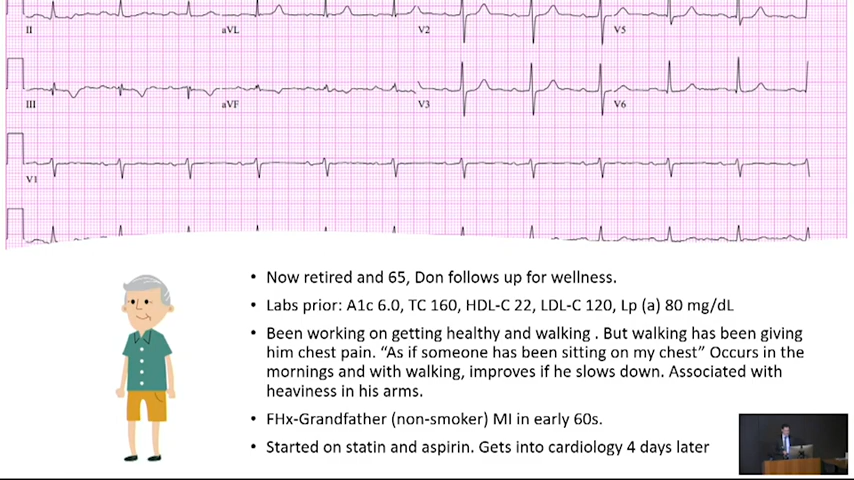 II aVL V2 V5
III aVF V3 V6
V1
• Now retired and 65, Don follows up for wellness.
• Labs prior: A1c 6.0, TC 160, HDL-C 22, LDL-C 120, Lp (a) 80 mg/dL
• Been working on getting healthy and walking . But walking has been giving
him chest pain. “As if someone has been sitting on my chest” Occurs in the
mornings and with walking, improves if he slows down. Associated with
heaviness in his arms.
• FHx-Grandfather (non-smoker) MI in early 60s.
• Started on statin and aspirin. Gets into cardiology 4 days later